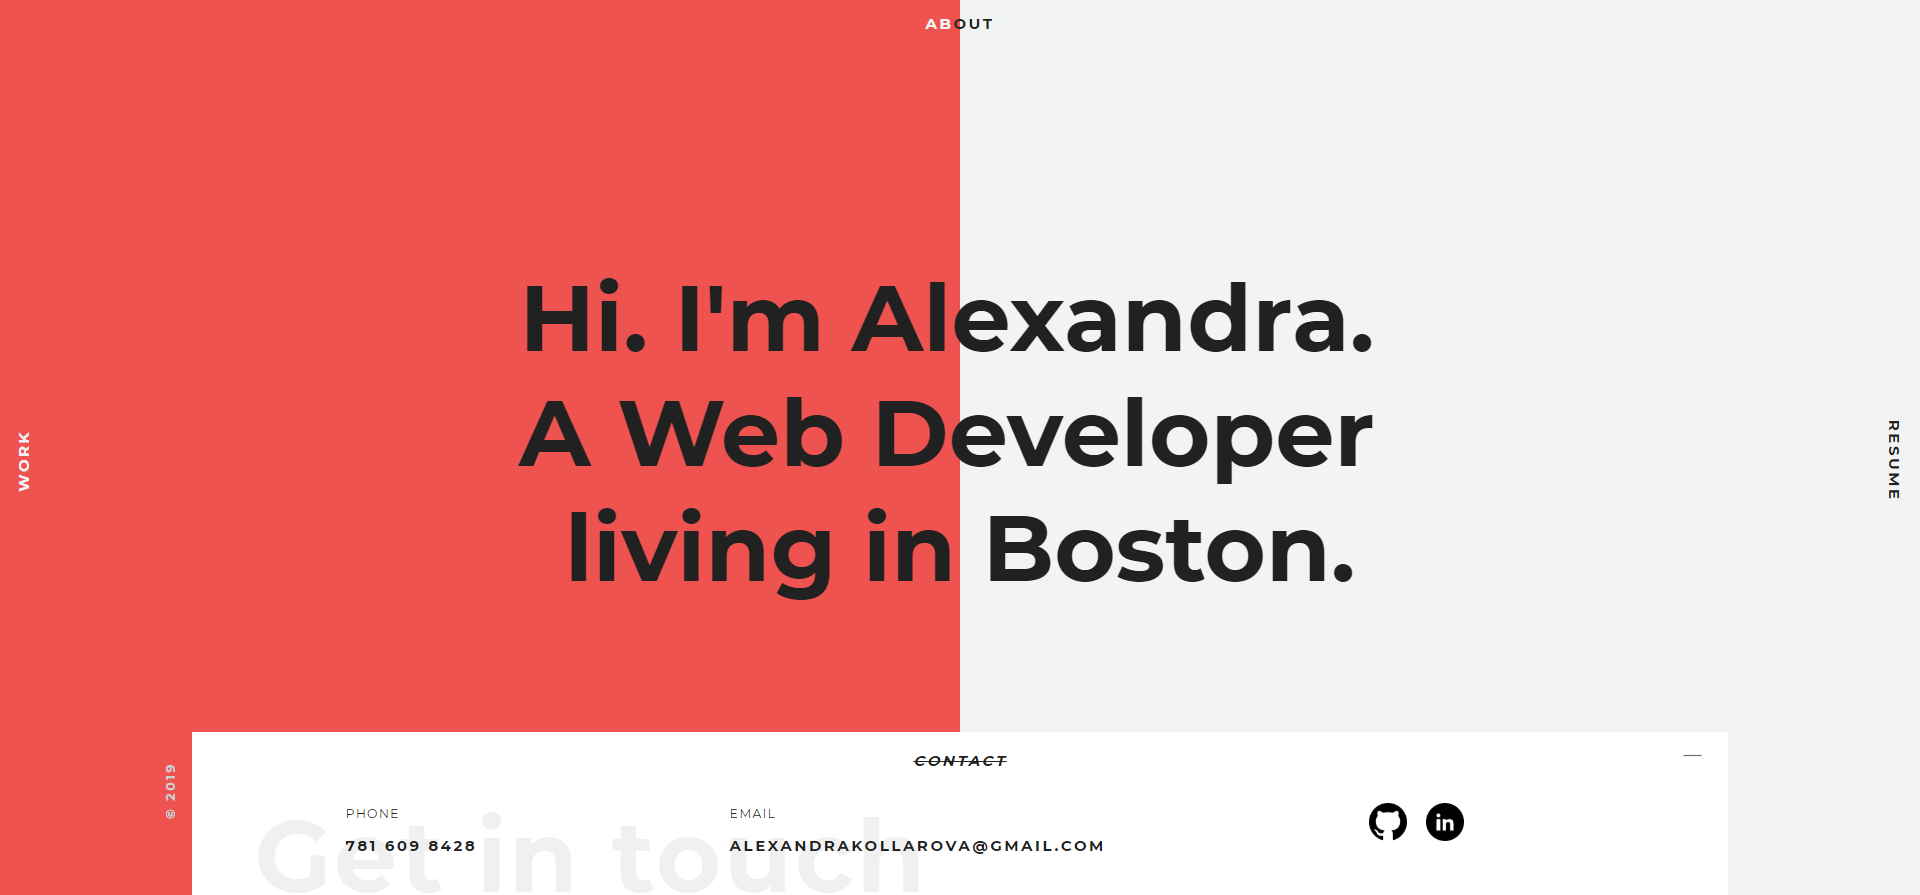 ABOUT
Hi. I'm Alexandra.
A Web Developer
living in Boston.
WORK
RESUME
© 2019
CONTACT
PHONE
781 609 8428
EMAIL
ALEXANDRAKOLLAROVA@GMAIL.COM
in
Get in touch